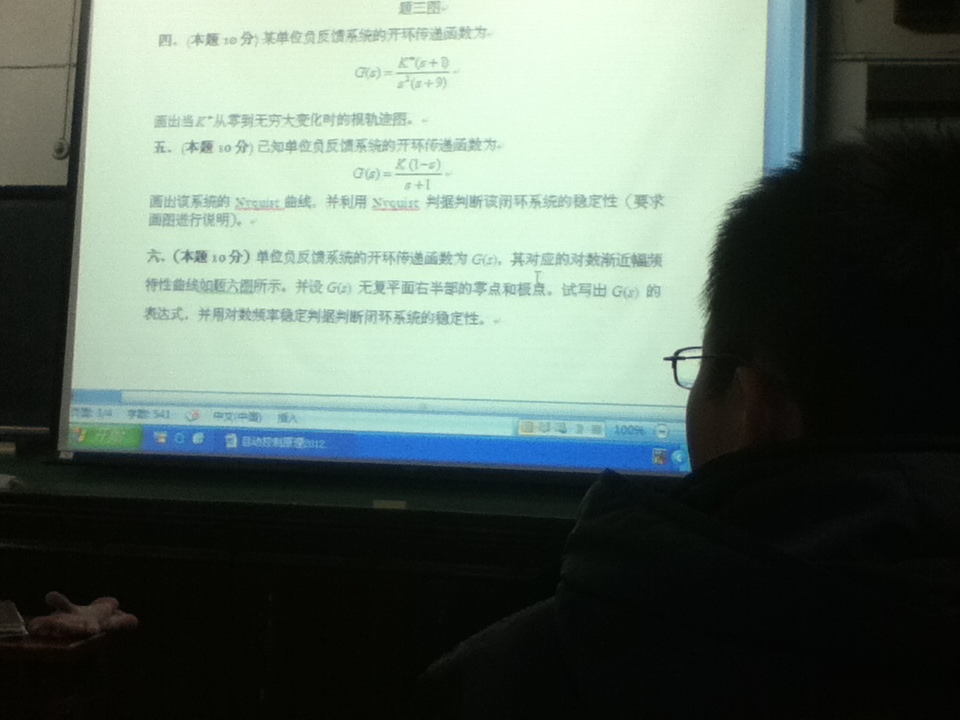 题三图
四、(本题 10 分) 某单位负反馈系统的开环传递函数为
G(s) = K*(s+1) / s²(s+9)
画出当 K* 从零到无穷大变化时的根轨迹图。
五、(本题 10 分) 已知单位负反馈系统的开环传递函数为
G(s) = K(1-s) / s+1
画出该系统的 Nyquist 曲线，并利用 Nyquist 判据判断该闭环系统的稳定性（要求
画图进行说明）。
六、（本题 10 分）单位负反馈系统的开环传递函数为 G(s)，其对应的对数渐近幅频
特性曲线如题六图所示。并设 G(s) 无复平面右半部的零点和极点。试写出 G(s) 的
表达式，并用对数频率稳定判据判断闭环系统的稳定性。
页面: 1/4 字数: 541 中文(中国) 插入 100%
开始 自动控制原理2012